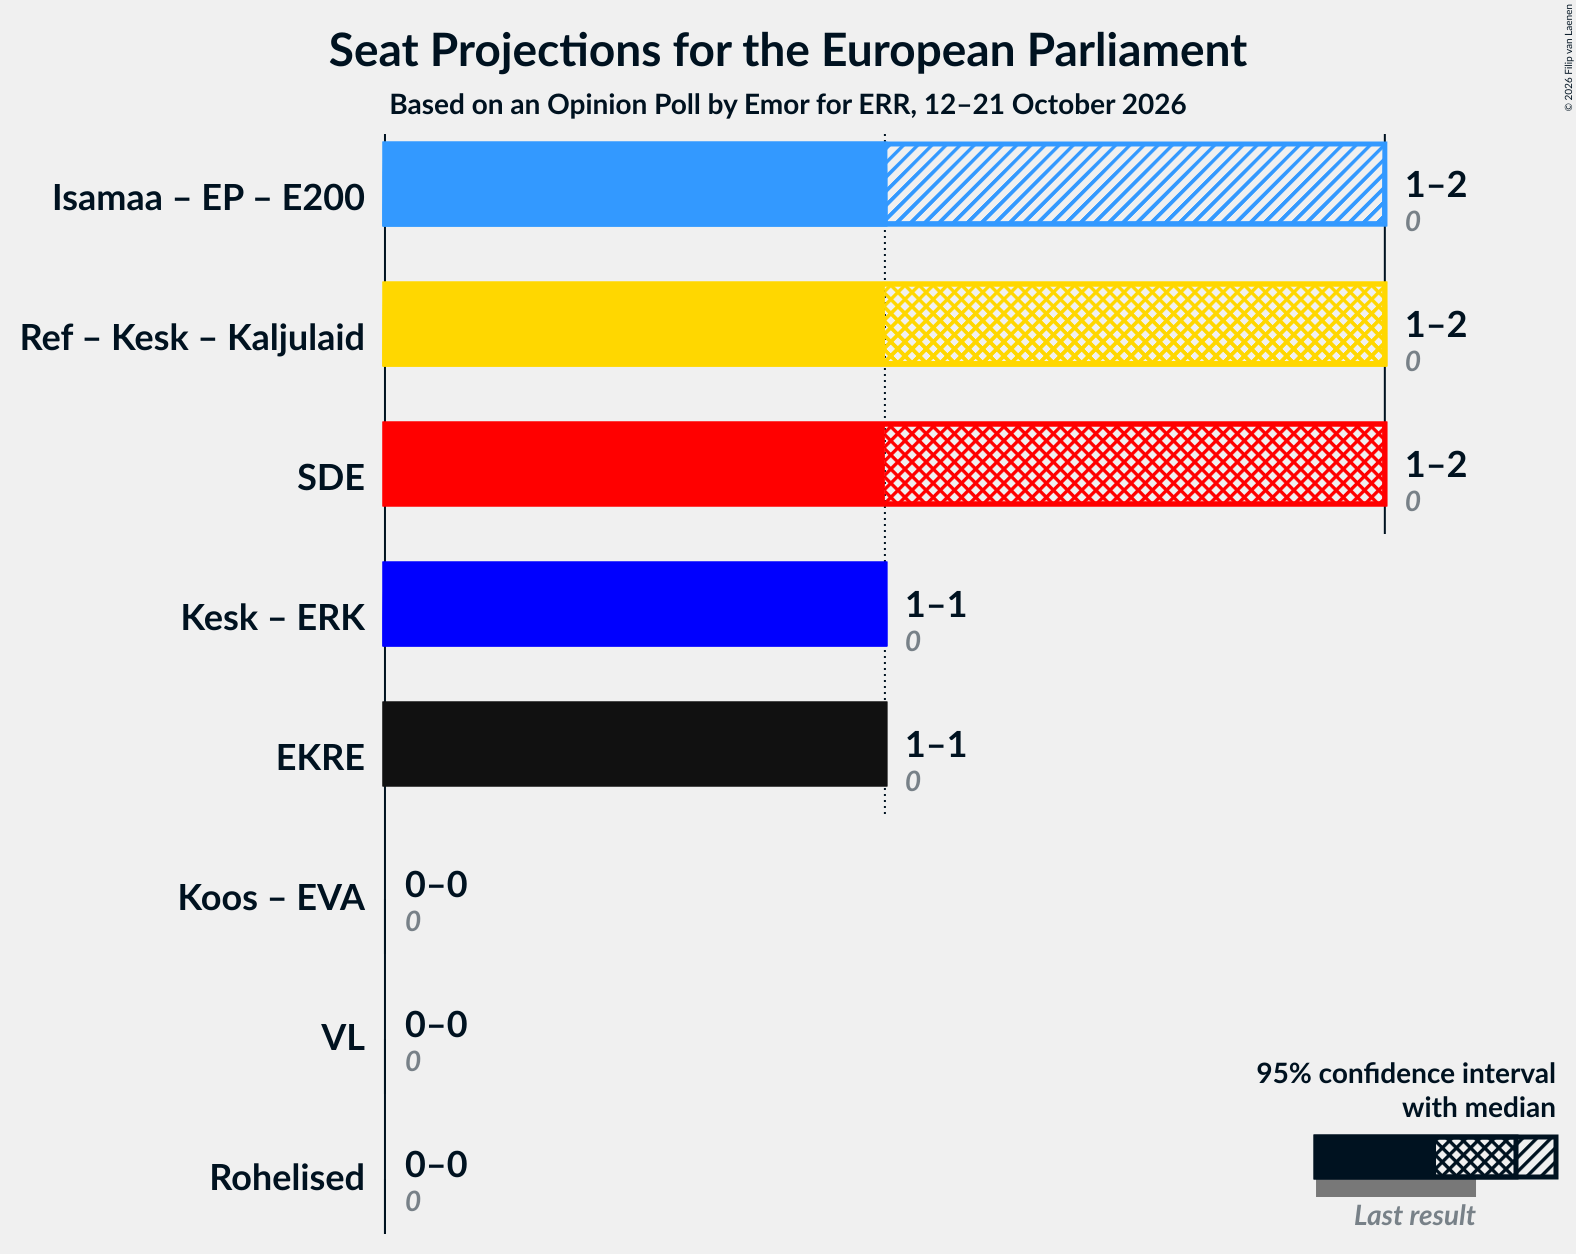 Seat Projections for the European Parliament
Based on an Opinion Poll by Emor for ERR, 12–21 October 2026
© 2026 Filip van Laenen
Isamaa – EP – E200
1–2
0
Ref – Kesk – Kaljulaid
1–2
0
SDE
1–2
0
Kesk – ERK
1–1
0
EKRE
1–1
0
Koos – EVA
0–0
0
VL
0–0
0
Rohelised
0–0
0
95% confidence interval
with median
Last result